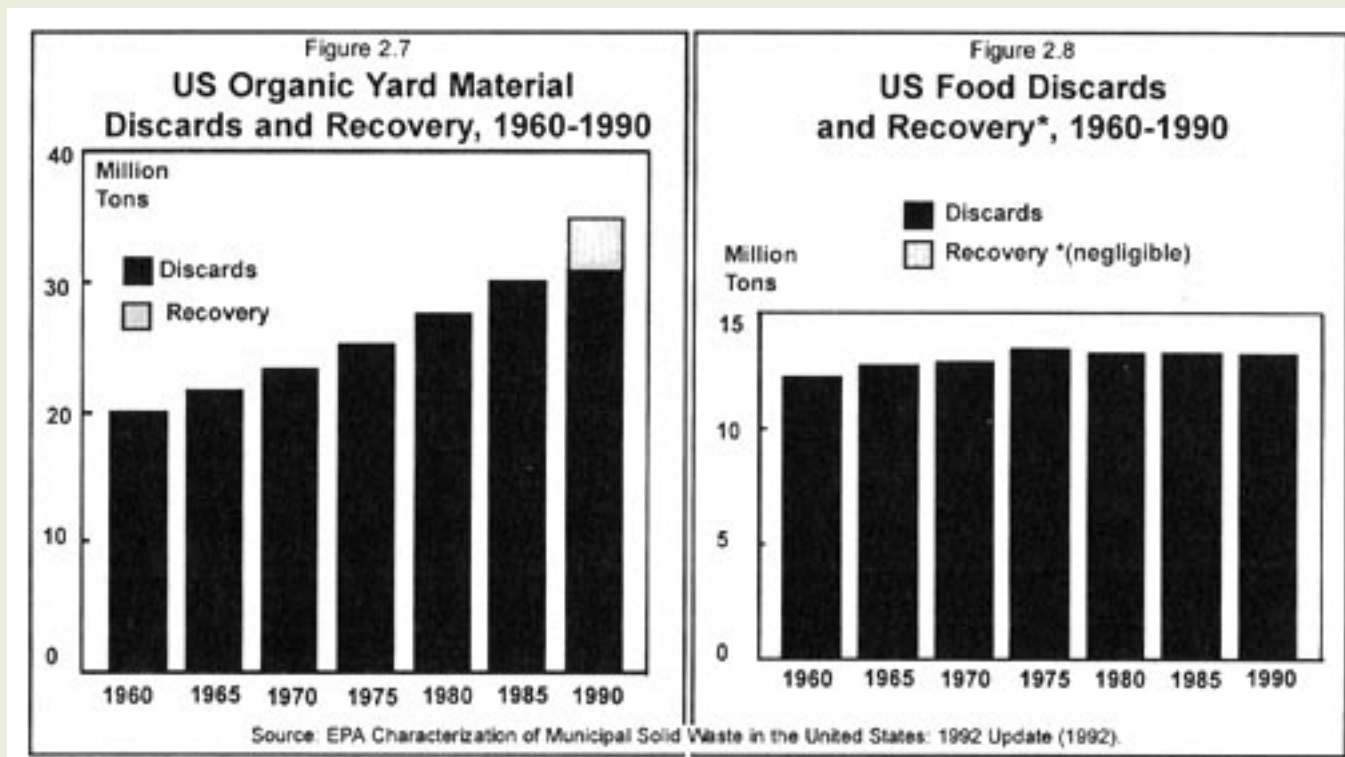 Figure 2.7
US Organic Yard Material
Discards and Recovery, 1960-1990
40
Million
Tons
Discards
30
Recovery
20
10
0
1960 1965 1970 1975 1980 1985 1990
Figure 2.8
US Food Discards
and Recovery*, 1960-1990
Discards
Recovery *(negligible)
Million
Tons
15
10
5
0
1960 1965 1970 1975 1980 1985 1990
Source: EPA Characterization of Municipal Solid Waste in the United States: 1992 Update (1992).